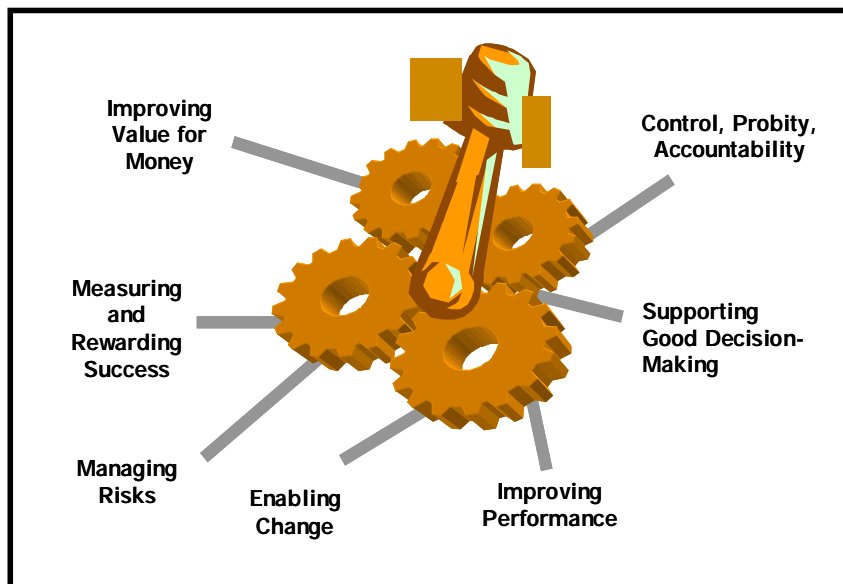 Improving
Value for
Money
Control, Probity,
Accountability
Measuring
and
Rewarding
Success
Supporting
Good Decision-
Making
Managing
Risks
Enabling
Change
Improving
Performance